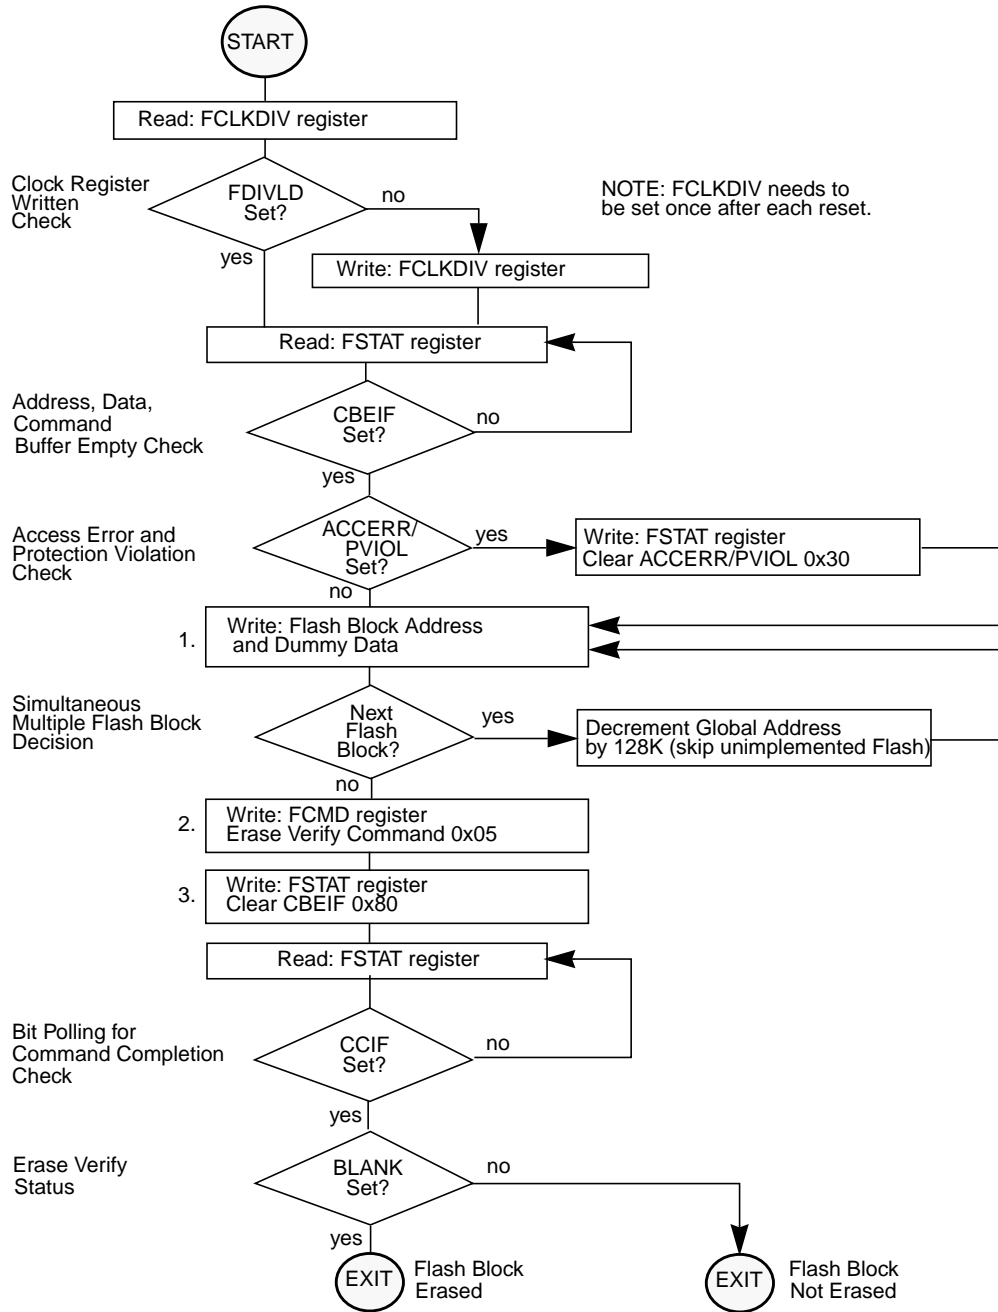 START
Read: FCLKDIV register
Clock Register
Written
Check
FDIVLD
Set?
no
yes
NOTE: FCLKDIV needs to
be set once after each reset.
Write: FCLKDIV register
Read: FSTAT register
Address, Data,
Command
Buffer Empty Check
CBEIF
Set?
no
yes
Access Error and
Protection Violation
Check
ACCERR/
PVIOL
Set?
yes
no
Write: FSTAT register
Clear ACCERR/PVIOL 0x30
1.
Write: Flash Block Address
and Dummy Data
Simultaneous
Multiple Flash Block
Decision
Next
Flash
Block?
yes
no
Decrement Global Address
by 128K (skip unimplemented Flash)
2.
Write: FCMD register
Erase Verify Command 0x05
3.
Write: FSTAT register
Clear CBEIF 0x80
Read: FSTAT register
Bit Polling for
Command Completion
Check
CCIF
Set?
no
yes
Erase Verify
Status
BLANK
Set?
no
yes
EXIT
Flash Block
Erased
EXIT
Flash Block
Not Erased